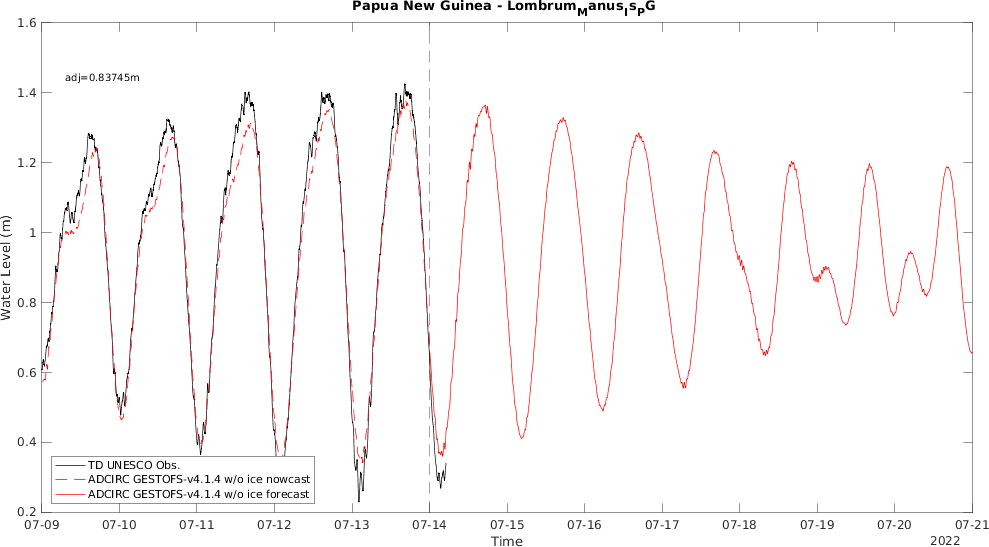 Papua New Guinea - LombrumManusIsPG
adj=0.83745m
Water Level (m)
1.6
1.4
1.2
1
0.8
0.6
0.4
0.2
TD UNESCO Obs.
ADCIRC GESTOFS-v4.1.4 w/o ice nowcast
ADCIRC GESTOFS-v4.1.4 w/o ice forecast
07-09 07-10 07-11 07-12 07-13 07-14 07-15 07-16 07-17 07-18 07-19 07-20 07-21
Time
2022